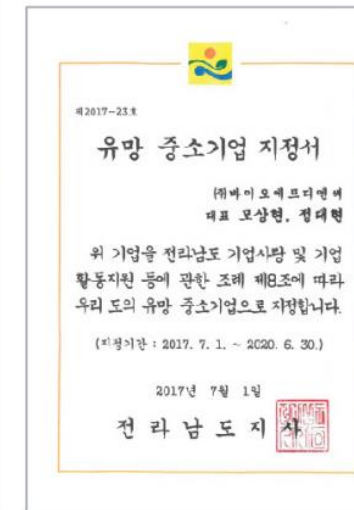 제2017-23호
유망 중소기업 지정서
㈜바이오에프디엔씨
대표 모상현, 정대현
위 기업을 전라남도 기업사랑 및 기업
활동지원 등에 관한 조례 제8조에 따라
우리 도의 유망 중소기업으로 지정합니다.
(지정기간 : 2017. 7. 1. ~ 2020. 6. 30.)
2017년 7월 1일
전라남도지사